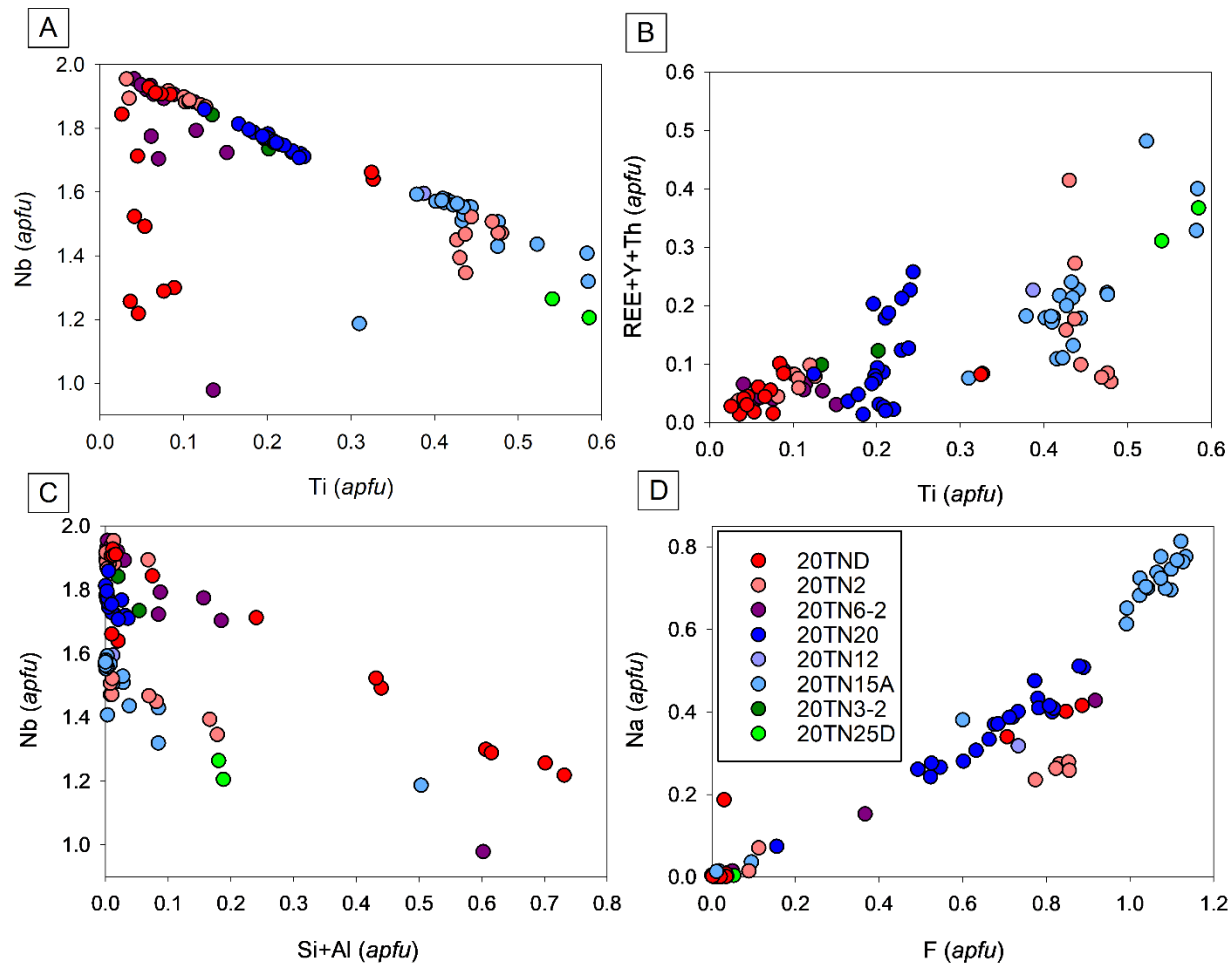 A
2.0
1.8
1.6
1.4
1.2
1.0
Nb (apfu)
0.0 0.1 0.2 0.3 0.4 0.5 0.6
Ti (apfu)
B
0.6
0.5
0.4
0.3
0.2
0.1
0.0
REE+Y+Th (apfu)
0.0 0.1 0.2 0.3 0.4 0.5 0.6
Ti (apfu)
C
2.0
1.8
1.6
1.4
1.2
1.0
Nb (apfu)
0.0 0.1 0.2 0.3 0.4 0.5 0.6 0.7 0.8
Si+Al (apfu)
D
0.8
0.6
0.4
0.2
0.0
Na (apfu)
20TND
20TN2
20TN6-2
20TN20
20TN12
20TN15A
20TN3-2
20TN25D
0.0 0.2 0.4 0.6 0.8 1.0 1.2
F (apfu)